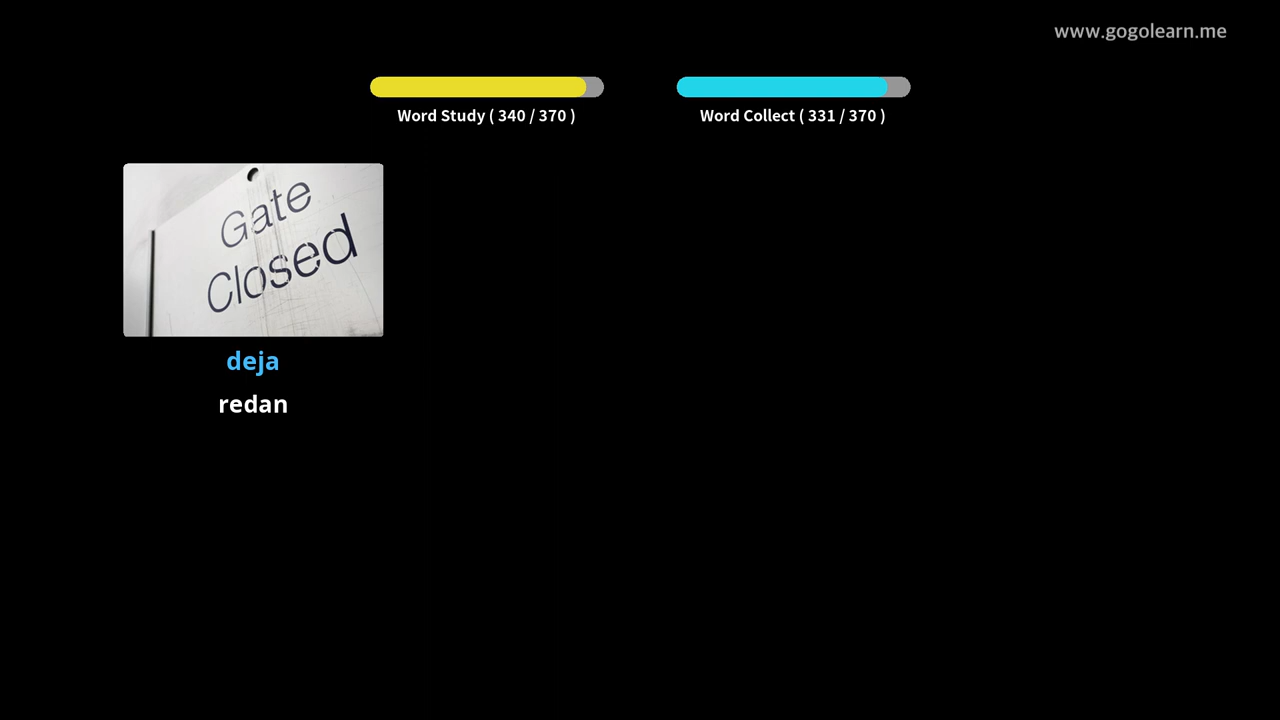 www.gogolearn.me
Word Study ( 340 / 370 )
Word Collect ( 331 / 370 )
Gate
Closed
deja
redan